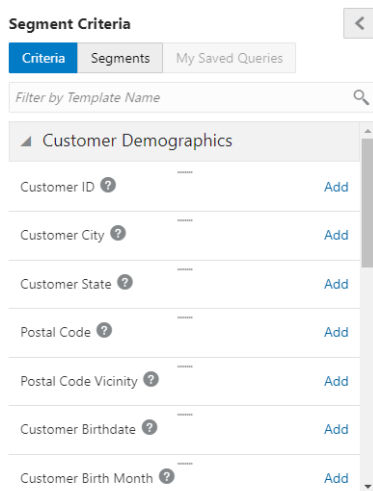 Segment Criteria
Criteria Segments My Saved Queries
Filter by Template Name
Customer Demographics
Customer ID ? Add
Customer City ? Add
Customer State ? Add
Postal Code ? Add
Postal Code Vicinity ? Add
Customer Birthdate ? Add
Customer Birth Month ? Add